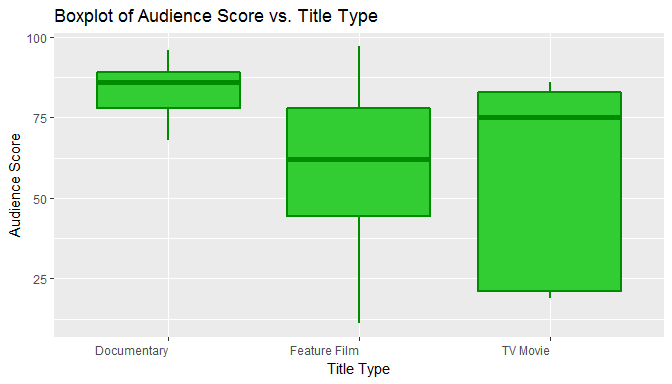 Boxplot of Audience Score vs. Title Type
100
75
50
25
Audience Score
Documentary
Feature Film
TV Movie
Title Type